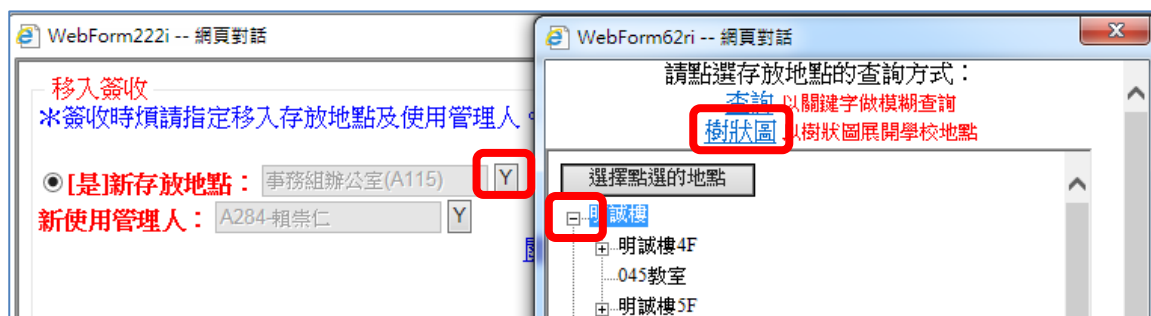 WebForm222i -- 網頁對話
移入簽收
※簽收時煩請指定移入存放地點及使用管理人。
[是]新存放地點： 事務組辦公室(A115) Y
新使用管理人： A284-賴崇仁 Y
WebForm62ri -- 網頁對話
X
請點選存放地點的查詢方式：
查詢 以關鍵字做模糊查詢
樹狀圖 以樹狀圖展開學校地點
選擇點選的地點
明誠樓
明誠樓4F
045教室
明誠樓5F